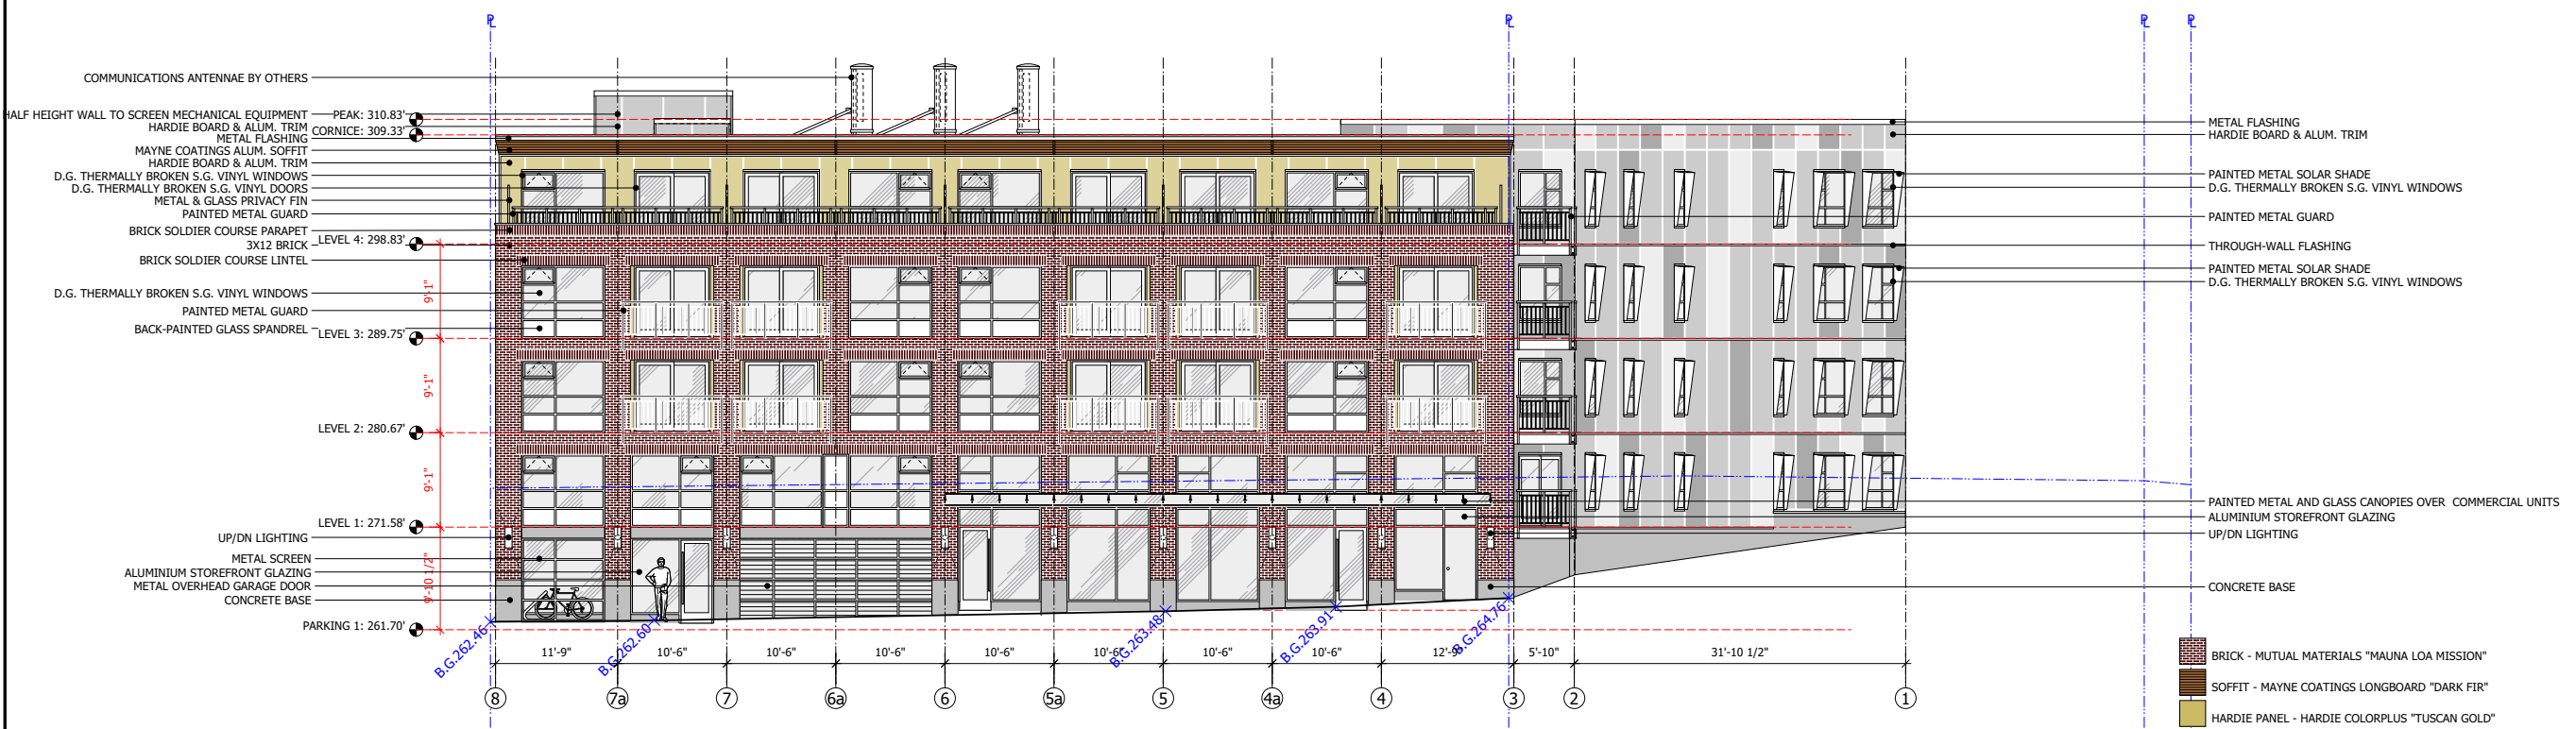 PL
PL
PL
PL
COMMUNICATIONS ANTENNAE BY OTHERS
HALF HEIGHT WALL TO SCREEN MECHANICAL EQUIPMENT
PEAK: 310.83'
HARDIE BOARD & ALUM. TRIM
CORNICE: 309.33'
METAL FLASHING
MAYNE COATINGS ALUM. SOFFIT
HARDIE BOARD & ALUM. TRIM
D.G. THERMALLY BROKEN S.G. VINYL WINDOWS
D.G. THERMALLY BROKEN S.G. VINYL DOORS
METAL & GLASS PRIVACY FIN
PAINTED METAL GUARD
BRICK SOLDIER COURSE PARAPET
LEVEL 4: 298.83'
3X12 BRICK
BRICK SOLDIER COURSE LINTEL
D.G. THERMALLY BROKEN S.G. VINYL WINDOWS
9'-1"
PAINTED METAL GUARD
BACK-PAINTED GLASS SPANDREL
LEVEL 3: 289.75'
9'-1"
LEVEL 2: 280.67'
9'-1"
LEVEL 1: 271.58'
UP/DN LIGHTING
METAL SCREEN
ALUMINIUM STOREFRONT GLAZING
METAL OVERHEAD GARAGE DOOR
CONCRETE BASE
9'-10 1/2"
PARKING 1: 261.70'
METAL FLASHING
HARDIE BOARD & ALUM. TRIM
PAINTED METAL SOLAR SHADE
D.G. THERMALLY BROKEN S.G. VINYL WINDOWS
PAINTED METAL GUARD
THROUGH-WALL FLASHING
PAINTED METAL SOLAR SHADE
D.G. THERMALLY BROKEN S.G. VINYL WINDOWS
PAINTED METAL AND GLASS CANOPIES OVER COMMERCIAL UNITS
ALUMINIUM STOREFRONT GLAZING
UP/DN LIGHTING
CONCRETE BASE
B.G.262.46
B.G.262.60
B.G.263.48
B.G.263.91
B.G.264.76
11'-9"
10'-6"
10'-6"
10'-6"
10'-6"
10'-6"
10'-6"
10'-6"
12'-9"
5'-10"
31'-10 1/2"
8
7a
7
6a
6
5a
5
4a
4
3
2
1
BRICK - MUTUAL MATERIALS "MAUNA LOA MISSION"
SOFFIT - MAYNE COATINGS LONGBOARD "DARK FIR"
HARDIE PANEL - HARDIE COLORPLUS "TUSCAN GOLD"